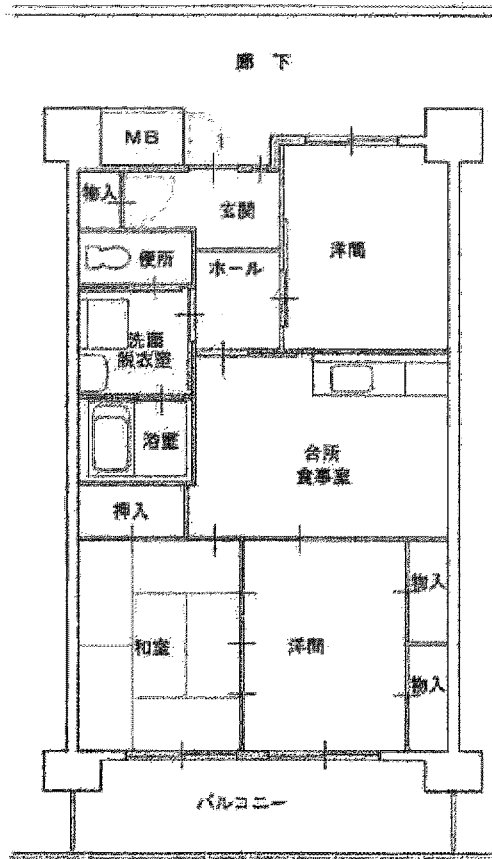 廊下
MB
物入
玄関
洋間
便所
ホール
洗面
脱衣室
浴室
台所
食事室
押入
物入
和室
洋間
物入
バルコニー